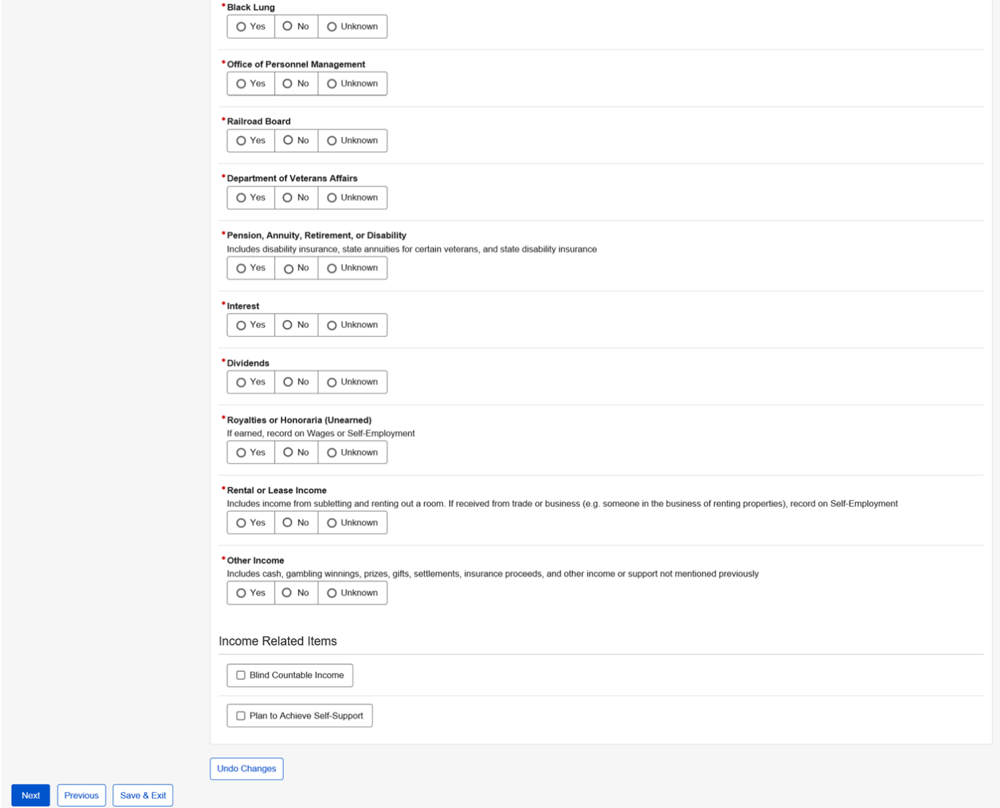 *Black Lung
Yes No Unknown
*Office of Personnel Management
Yes No Unknown
*Railroad Board
Yes No Unknown
*Department of Veterans Affairs
Yes No Unknown
*Pension, Annuity, Retirement, or Disability
Includes disability insurance, state annuities for certain veterans, and state disability insurance
Yes No Unknown
*Interest
Yes No Unknown
*Dividends
Yes No Unknown
*Royalties or Honoraria (Unearned)
If earned, record on Wages or Self-Employment
Yes No Unknown
*Rental or Lease Income
Includes income from subletting and renting out a room. If received from trade or business (e.g. someone in the business of renting properties), record on Self-Employment
Yes No Unknown
*Other Income
Includes cash, gambling winnings, prizes, gifts, settlements, insurance proceeds, and other income or support not mentioned previously
Yes No Unknown
Income Related Items
Blind Countable Income
Plan to Achieve Self-Support
Undo Changes
Next Previous Save & Exit